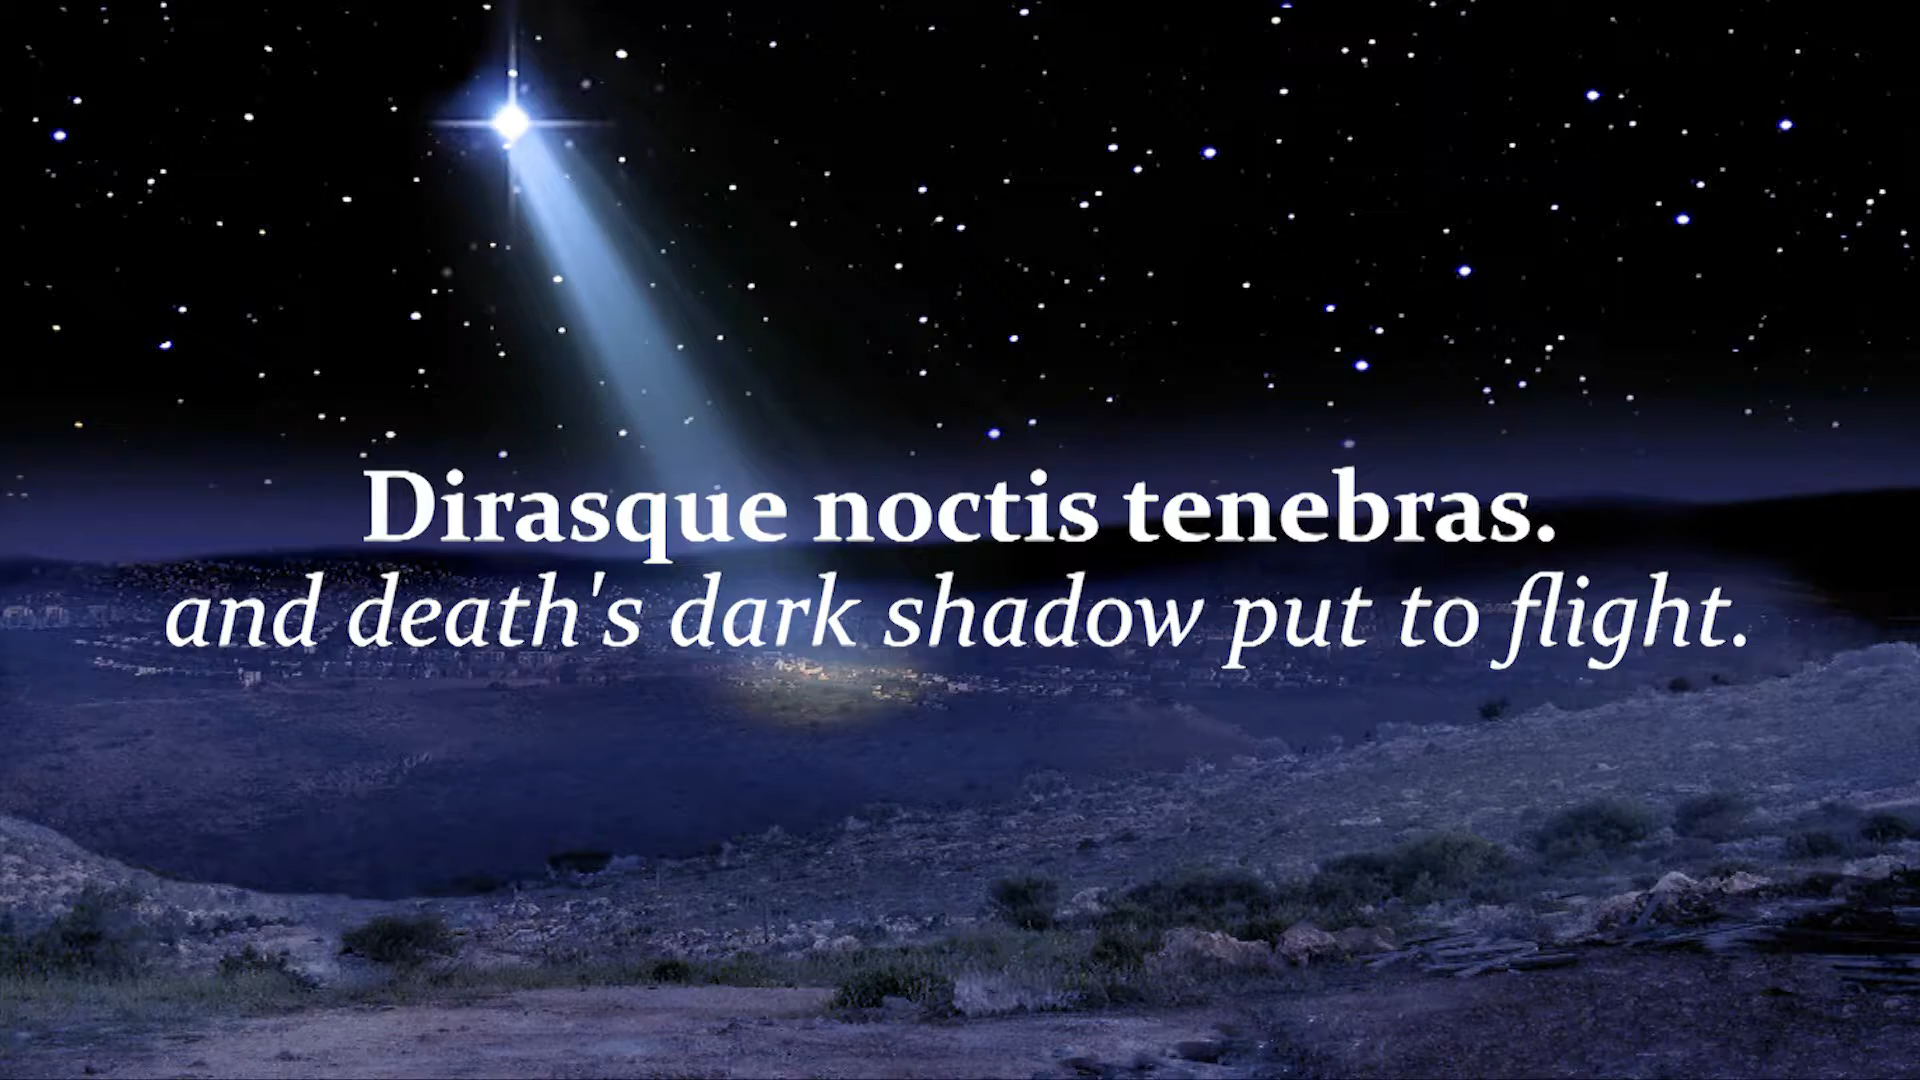 Dirasque noctis tenebras.
and death's dark shadow put to flight.